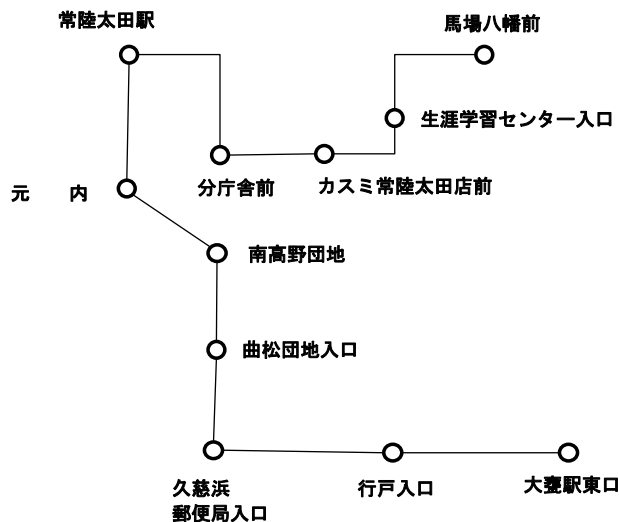 常陸太田駅
馬場八幡前
生涯学習センター入口
分庁舎前
カスミ常陸太田店前
元　内
南高野団地
曲松団地入口
久慈浜
郵便局入口
行戸入口
大甕駅東口